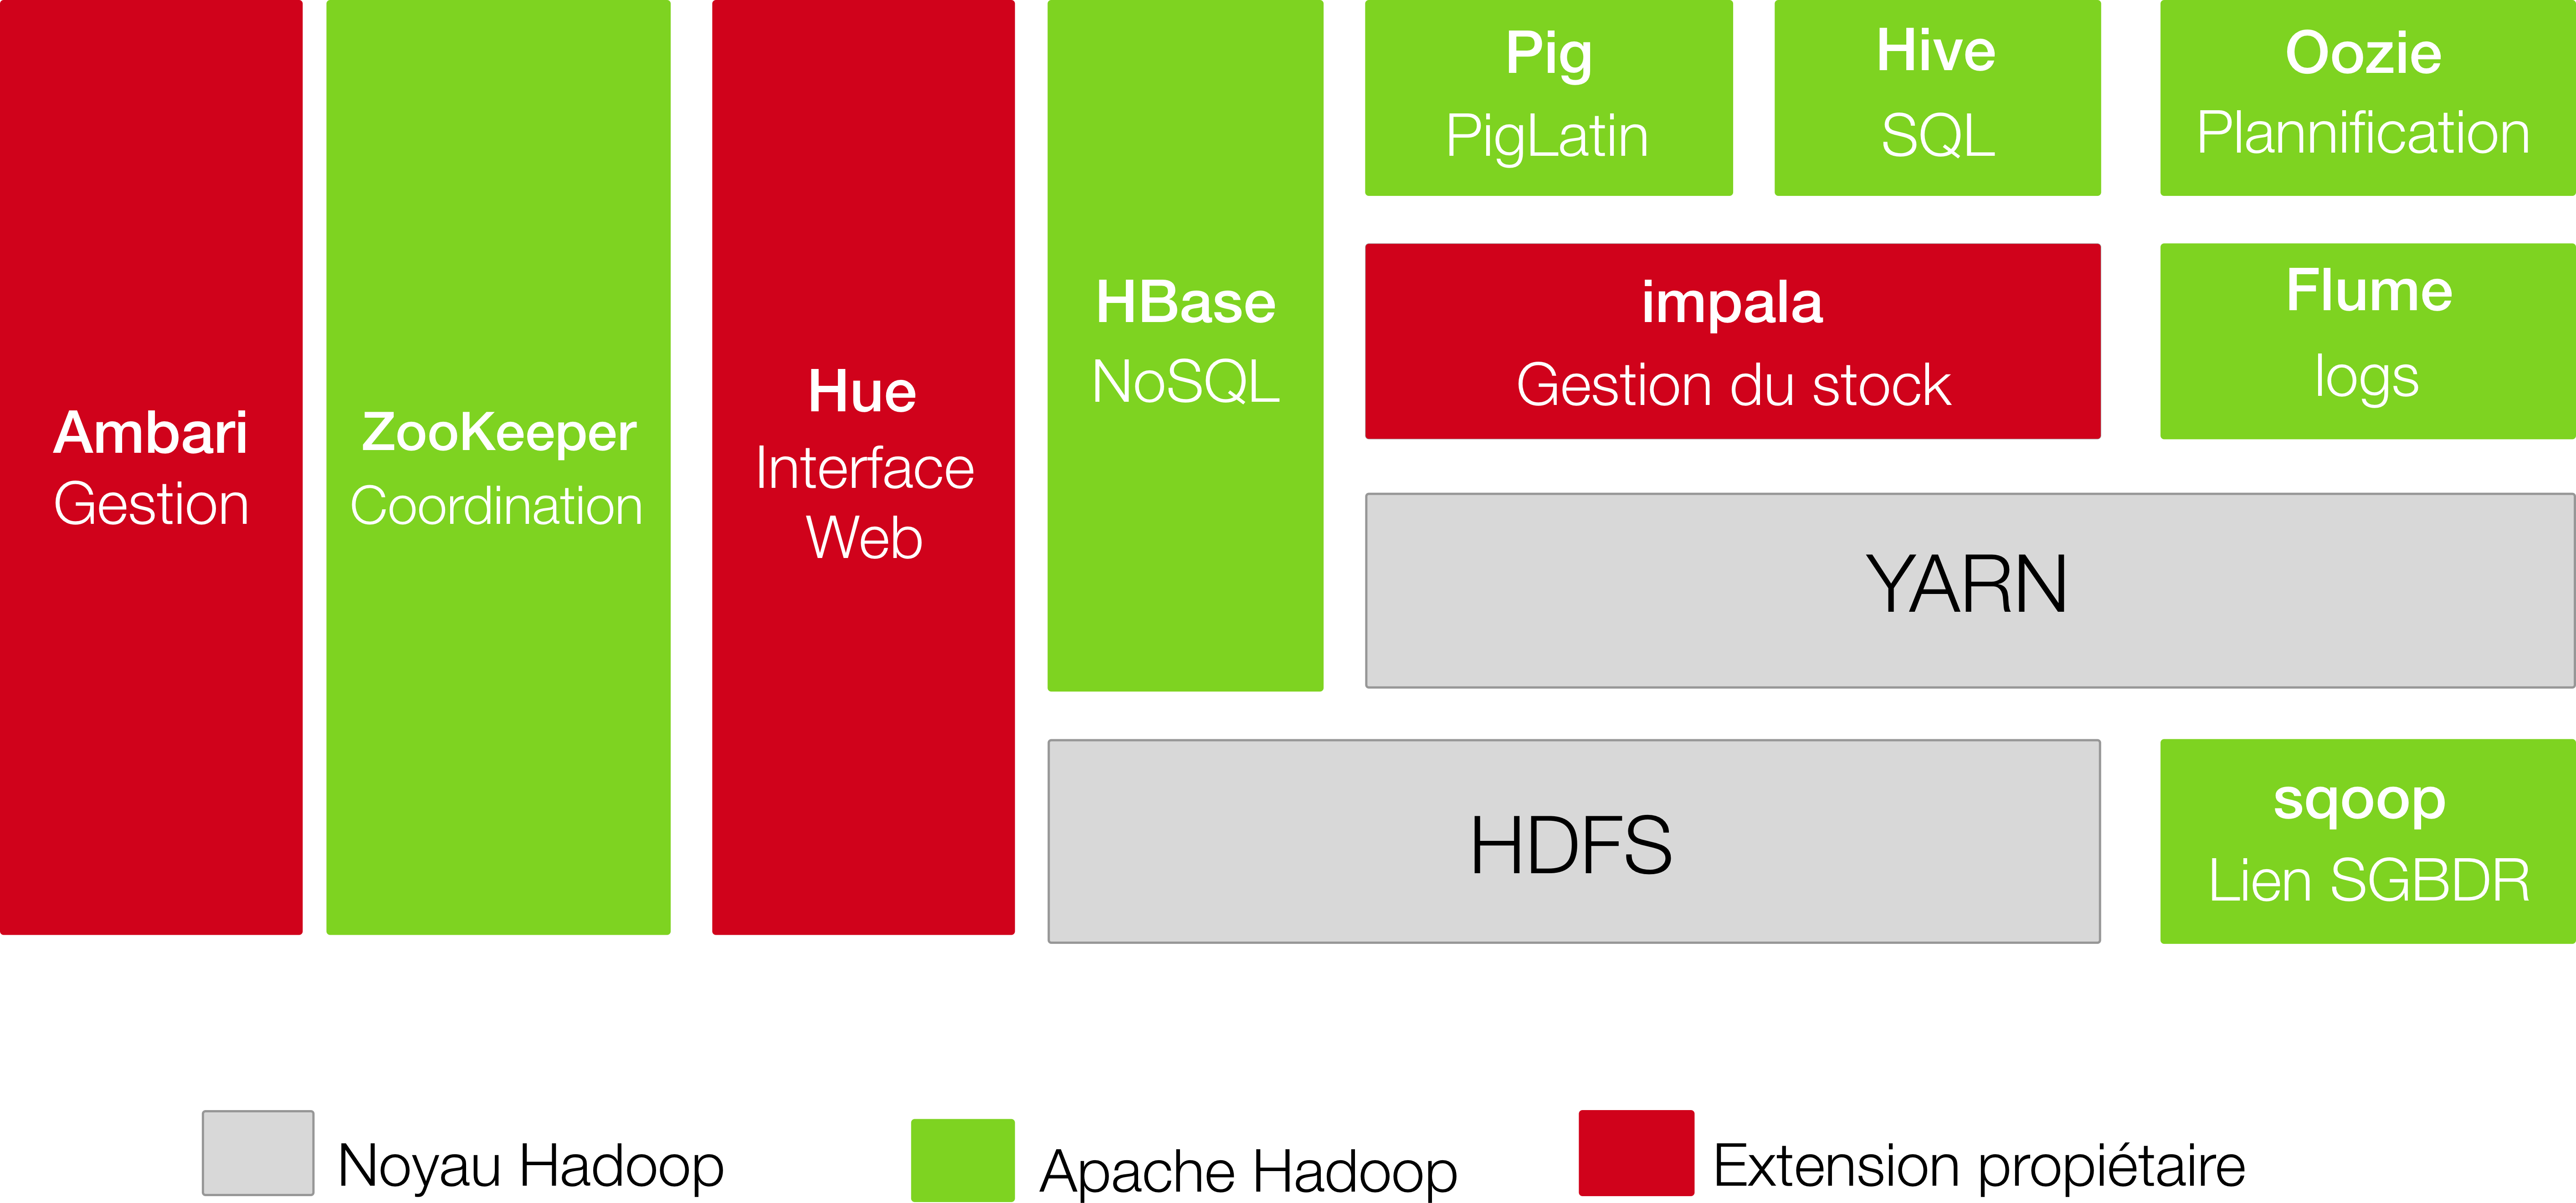 Ambari
Gestion
ZooKeeper
Coordination
Hue
Interface
Web
HBase
NoSQL
Pig
PigLatin
Hive
SQL
Oozie
Plannification
impala
Gestion du stock
Flume
logs
YARN
HDFS
sqoop
Lien SGBDR
Noyau Hadoop
Apache Hadoop
Extension propiétaire